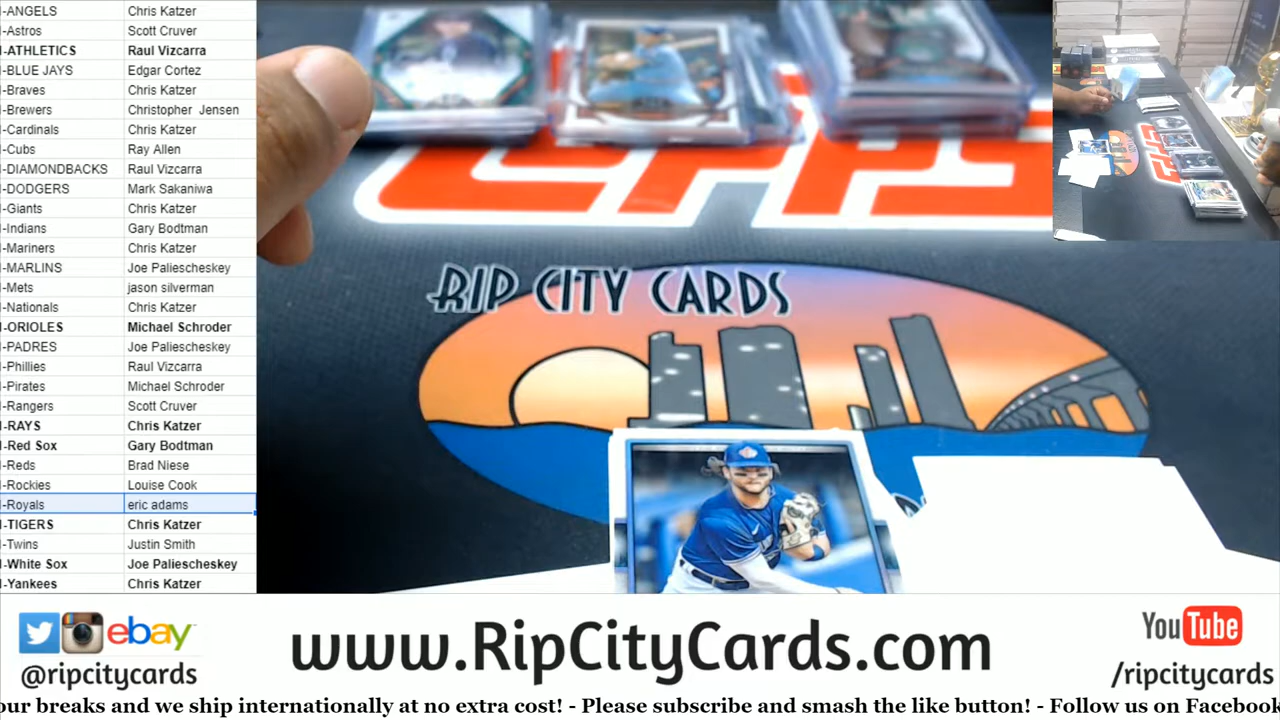 I-ANGELS Chris Katzer
I-Astros Scott Cruver
I-ATHLETICS Raul Vizcarra
I-BLUE JAYS Edgar Cortez
I-Braves Chris Katzer
I-Brewers Christopher Jensen
I-Cardinals Chris Katzer
I-Cubs Ray Allen
I-DIAMONDBACKS Raul Vizcarra
I-DODGERS Mark Sakaniwa
I-Giants Chris Katzer
I-Indians Gary Bodtman
I-Mariners Chris Katzer
I-MARLINS Joe Paliescheskey
I-Mets jason silverman
I-Nationals Chris Katzer
I-ORIOLES Michael Schroder
I-PADRES Joe Paliescheskey
I-Phillies Raul Vizcarra
I-Pirates Michael Schroder
I-Rangers Scott Cruver
I-RAYS Chris Katzer
I-Red Sox Gary Bodtman
I-Reds Brad Niese
I-Rockies Louise Cook
I-Royals eric adams
I-TIGERS Chris Katzer
I-Twins Justin Smith
I-White Sox Joe Paliescheskey
I-Yankees Chris Katzer
RIP CITY CARDS
ebay
@ripcitycards
www.RipCityCards.com
YouTube
/ripcitycards
our breaks and we ship internationally at no extra cost! - Please subscribe and smash the like button! - Follow us on Facebook